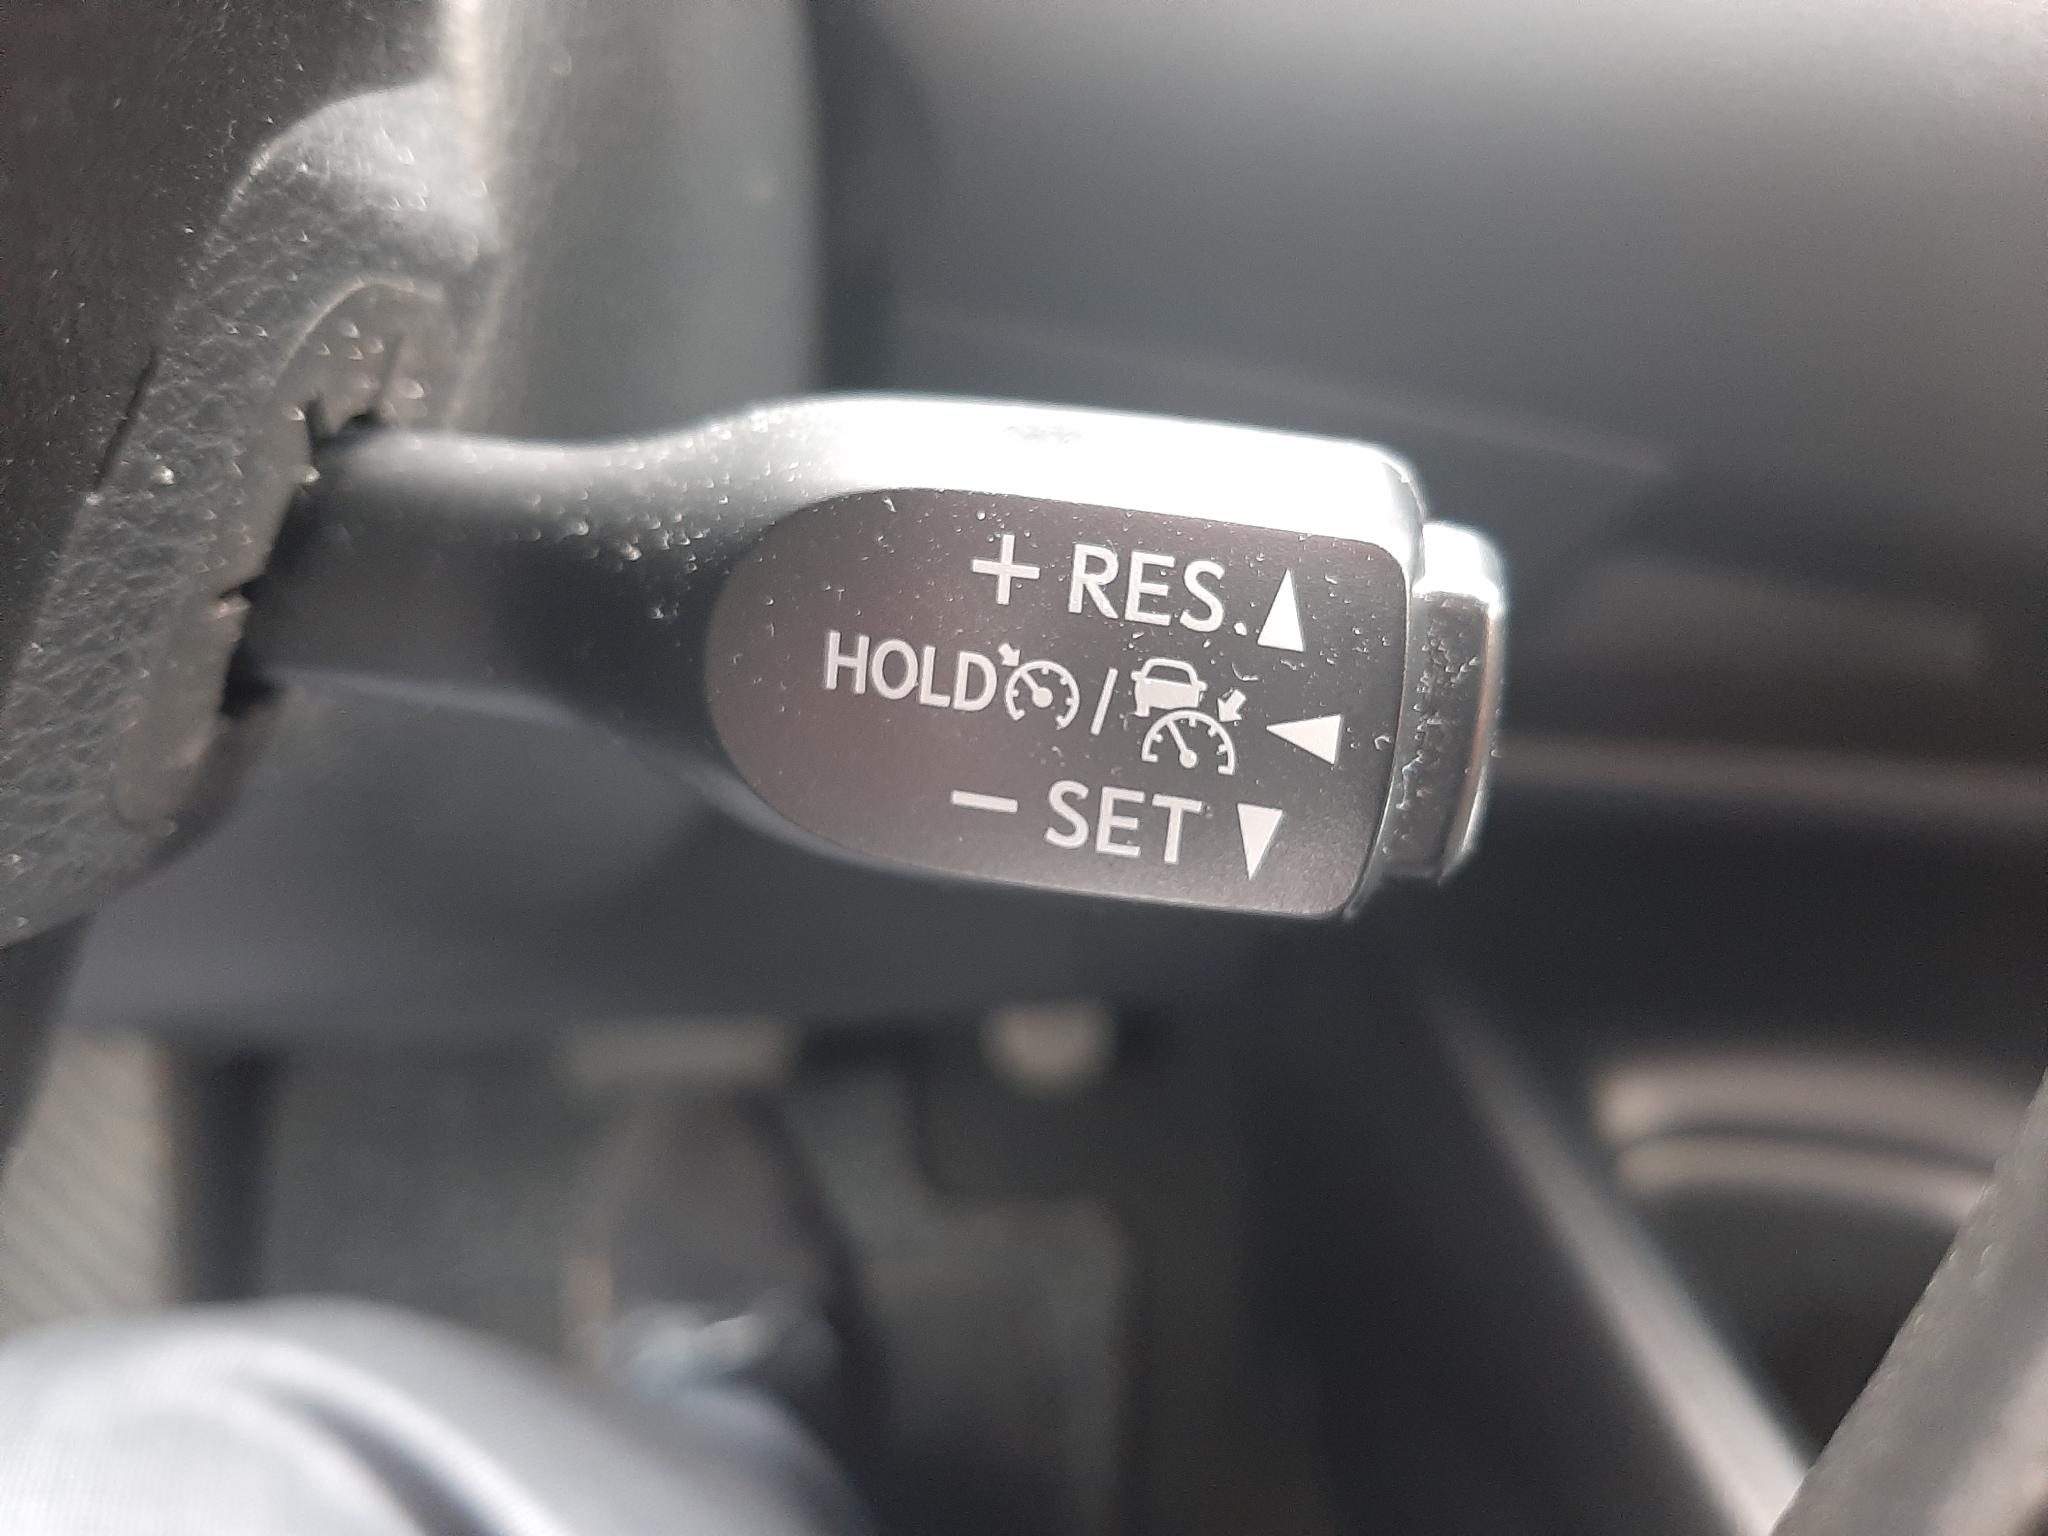 + RES.
HOLD /
- SET